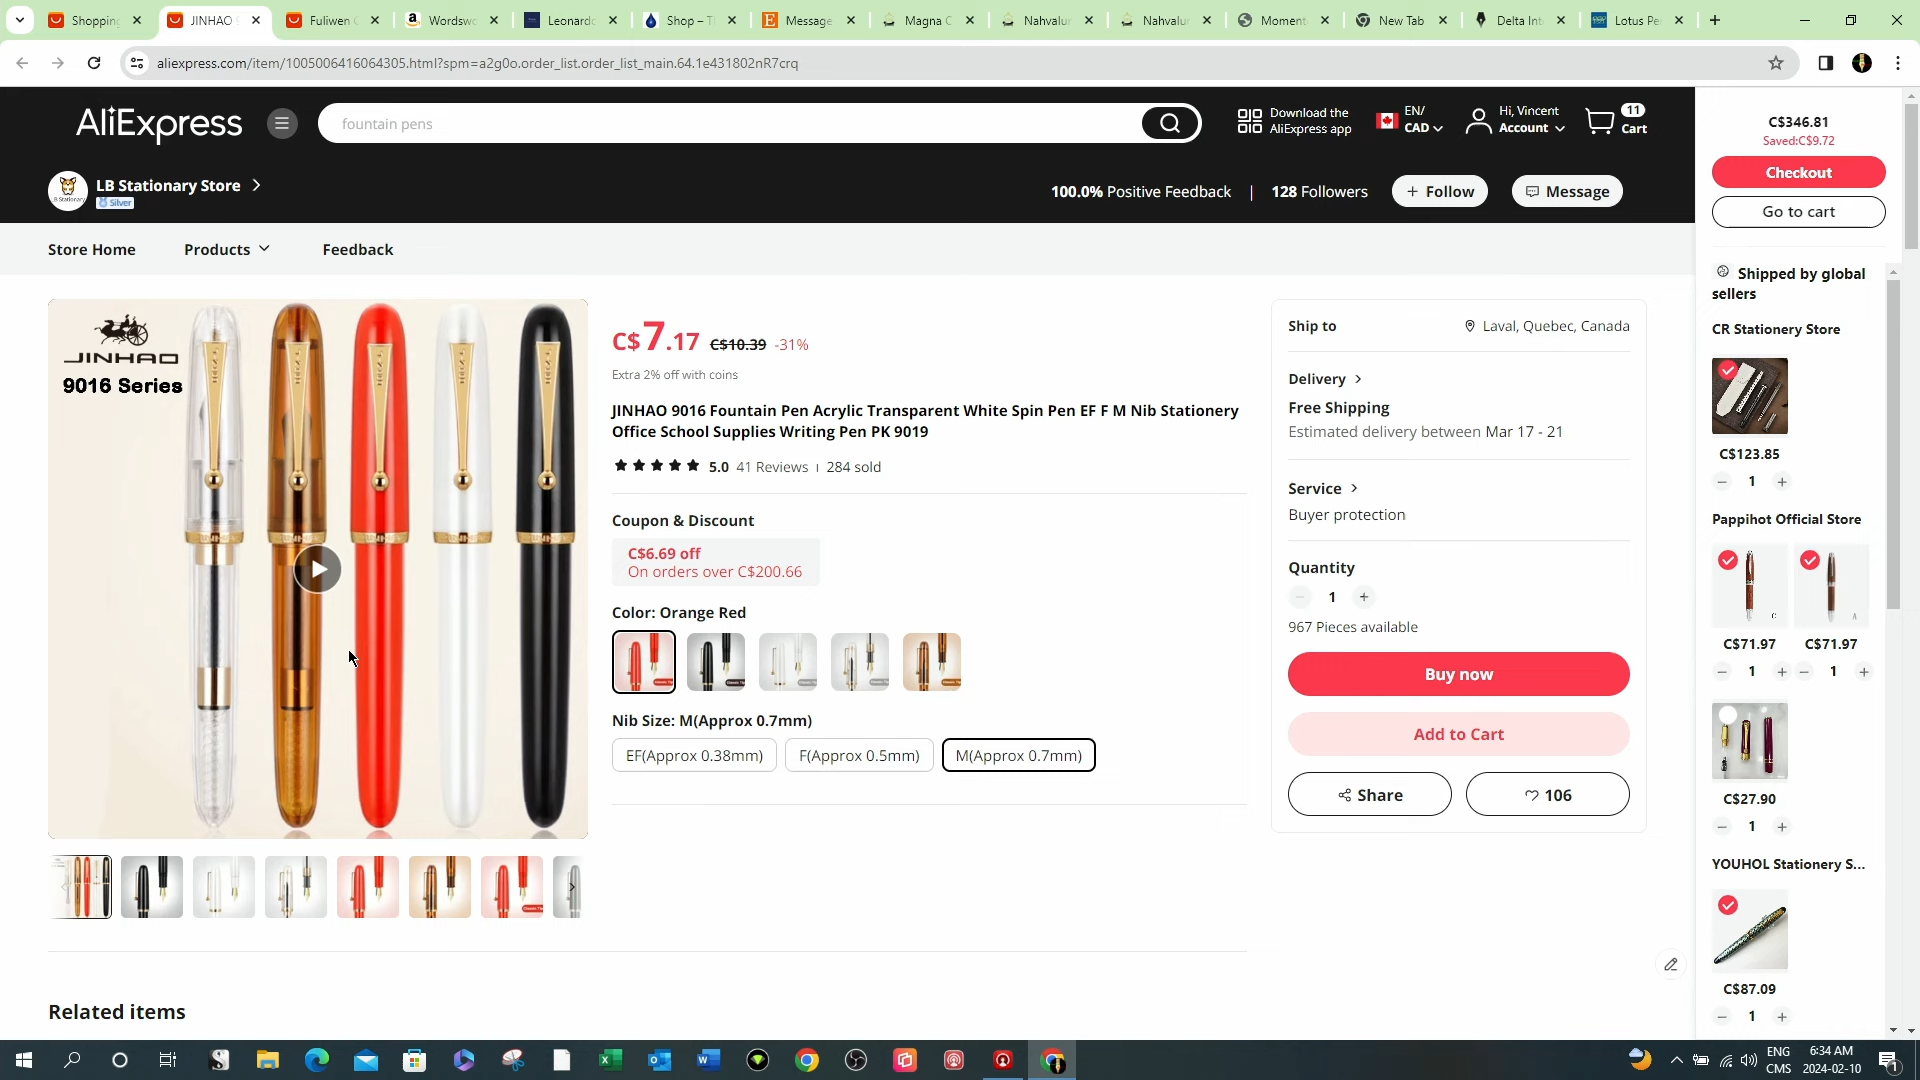 Shopping
JINHAO
Fuliwen
Wordswo
Leonardo
Shop – T
Message
Magna C
Nahvalur
Nahvalur
Moment
New Tab
Delta Int
Lotus Pe
aliexpress.com/item/1005006416064305.html?spm=a2g0o.order_list.order_list_main.64.1e431802nR7crq
AliExpress
fountain pens
Download the
AliExpress app
EN/
CAD
Hi, Vincent
Account
11
Cart
LB Stationary Store
Silver
100.0% Positive Feedback | 128 Followers
+ Follow
Message
Store Home
Products
Feedback
JINHAO
9016 Series
C$7.17 C$10.39 -31%
Extra 2% off with coins
JINHAO 9016 Fountain Pen Acrylic Transparent White Spin Pen EF F M Nib Stationery
Office School Supplies Writing Pen PK 9019
5.0 41 Reviews 284 sold
Coupon & Discount
C$6.69 off
On orders over C$200.66
Color: Orange Red
Nib Size: M(Approx 0.7mm)
EF(Approx 0.38mm)
F(Approx 0.5mm)
M(Approx 0.7mm)
Ship to
Laval, Quebec, Canada
Delivery
Free Shipping
Estimated delivery between Mar 17 - 21
Service
Buyer protection
Quantity
1
967 Pieces available
Buy now
Add to Cart
Share
106
C$346.81
Saved:C$9.72
Checkout
Go to cart
Shipped by global
sellers
CR Stationery Store
C$123.85
1
Pappihot Official Store
C
A
C$71.97
C$71.97
1
1
C$27.90
1
YOUHOL Stationery S...
C$87.09
1
Related items
ENG
CMS
6:34 AM
2024-02-10
1